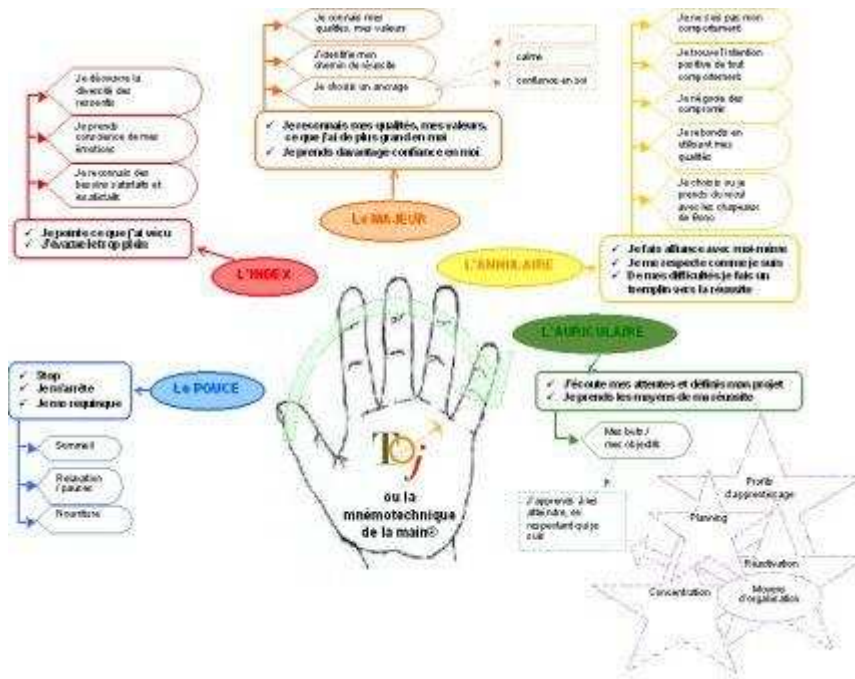 Je connais mes
qualités, mes valeurs
J'identifie mon
chemin de réussite
Je choisis un ancrage
...
calme
confiance en soi
Je reconnais mes qualités, mes valeurs,
ce que j'ai de plus grand en moi
Je prends davantage confiance en moi
Le MAJEUR
Je découvre la
diversité des
ressentis
Je prends
conscience de mes
émotions
Je reconnais des
besoins satisfaits et
insatisfaits
Je pointe ce que j'ai vécu
J'évacue le trop plein
L'INDEX
Je ne suis pas mon
comportement
Je trouve l'intention
positive de tout
comportement
Je négocie des
compromis
Je rebondis en
utilisant mes
qualités
Je choisis ou je
prends du recul
avec les chapeaux
de Bono
Je fais alliance avec moi-même
Je me respecte comme je suis
De mes difficultés je fais un
tremplin vers la réussite
L'ANNULAIRE
L'AURICULAIRE
J'écoute mes attentes et définis mon projet
Je prends les moyens de ma réussite
Mes buts /
mes objectifs
J'apprends à les
atteindre, en
respectant qui je
suis
Profils
d'apprentissage
Planning
Réactivation
Concentration
Moyens
d'organisation
Le POUCE
Stop
Je m'arrête
Je me requinque
Sommeil
Relaxation
/ pauses
Nourriture
TOj
ou la
mnémotechnique
de la main©